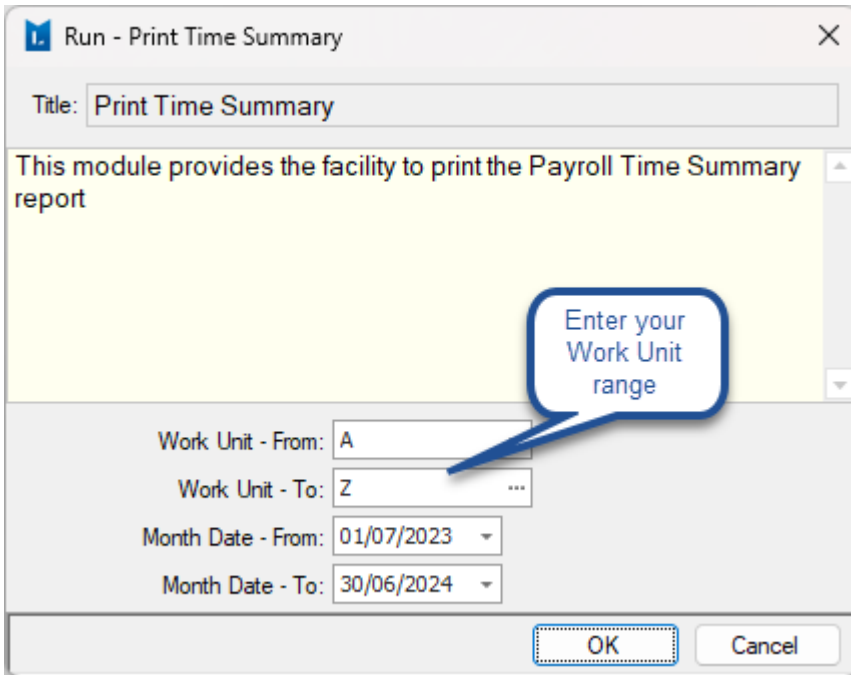 Run - Print Time Summary
Title: Print Time Summary
This module provides the facility to print the Payroll Time Summary
report
Enter your
Work Unit
range
Work Unit - From: A
Work Unit - To: Z ...
Month Date - From: 01/07/2023
Month Date - To: 30/06/2024
OK Cancel